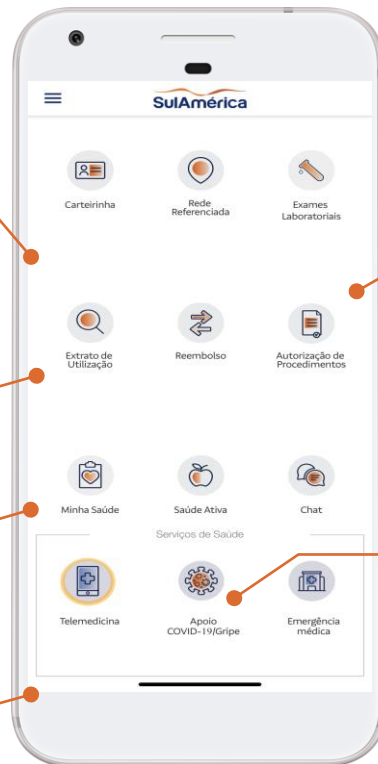 SulAmérica
Carteirinha
Rede
Referenciada
Exames
Laboratoriais
Extrato de
Utilização
Reembolso
Autorização de
Procedimentos
Minha Saúde
Saúde Ativa
Chat
Serviços de Saúde
Telemedicina
Apoio
COVID-19/Gripe
Emergência
médica